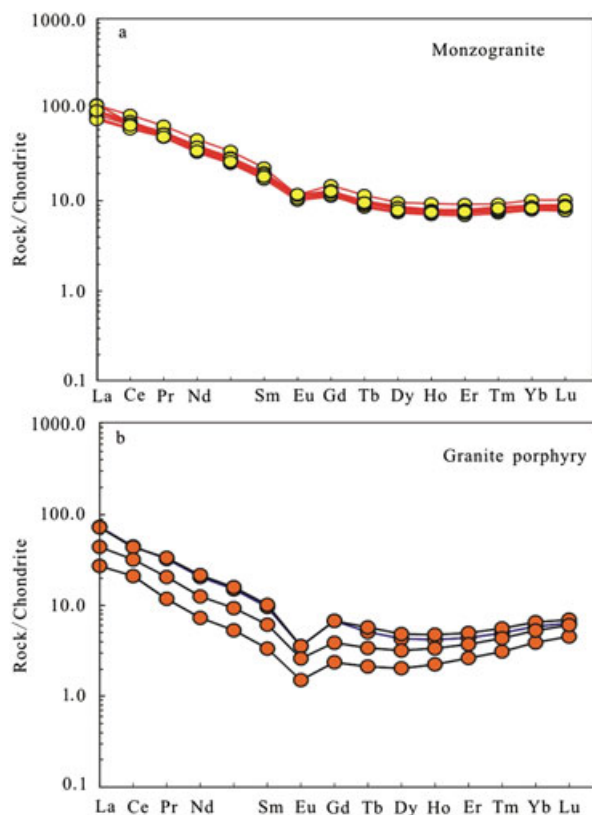 1000.0
a
Monzogranite
100.0
Rock/Chondrite
10.0
1.0
0.1
La Ce Pr Nd Sm Eu Gd Tb Dy Ho Er Tm Yb Lu
1000.0
b
Granite porphyry
100.0
Rock/Chondrite
10.0
1.0
0.1
La Ce Pr Nd Sm Eu Gd Tb Dy Ho Er Tm Yb Lu